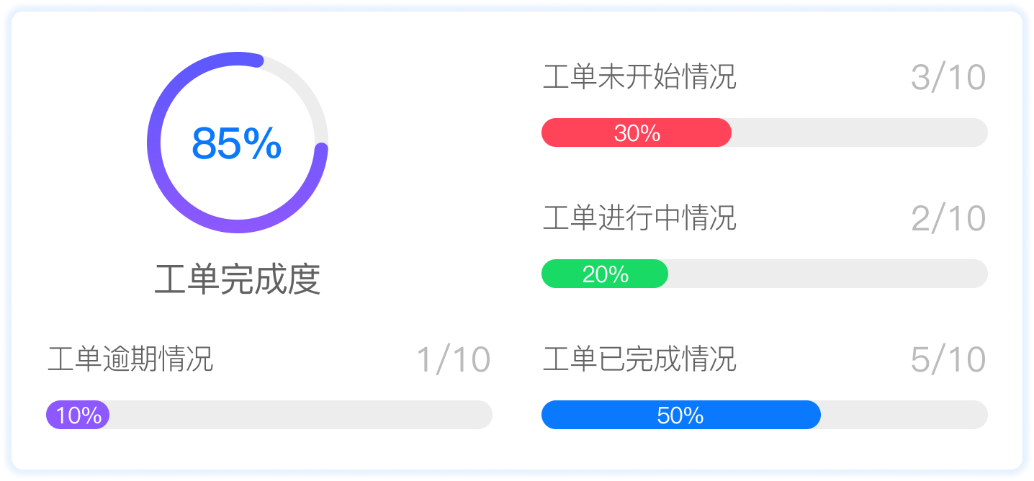 85%
工单完成度
工单逾期情况 1/10
10%
工单未开始情况 3/10
30%
工单进行中情况 2/10
20%
工单已完成情况 5/10
50%